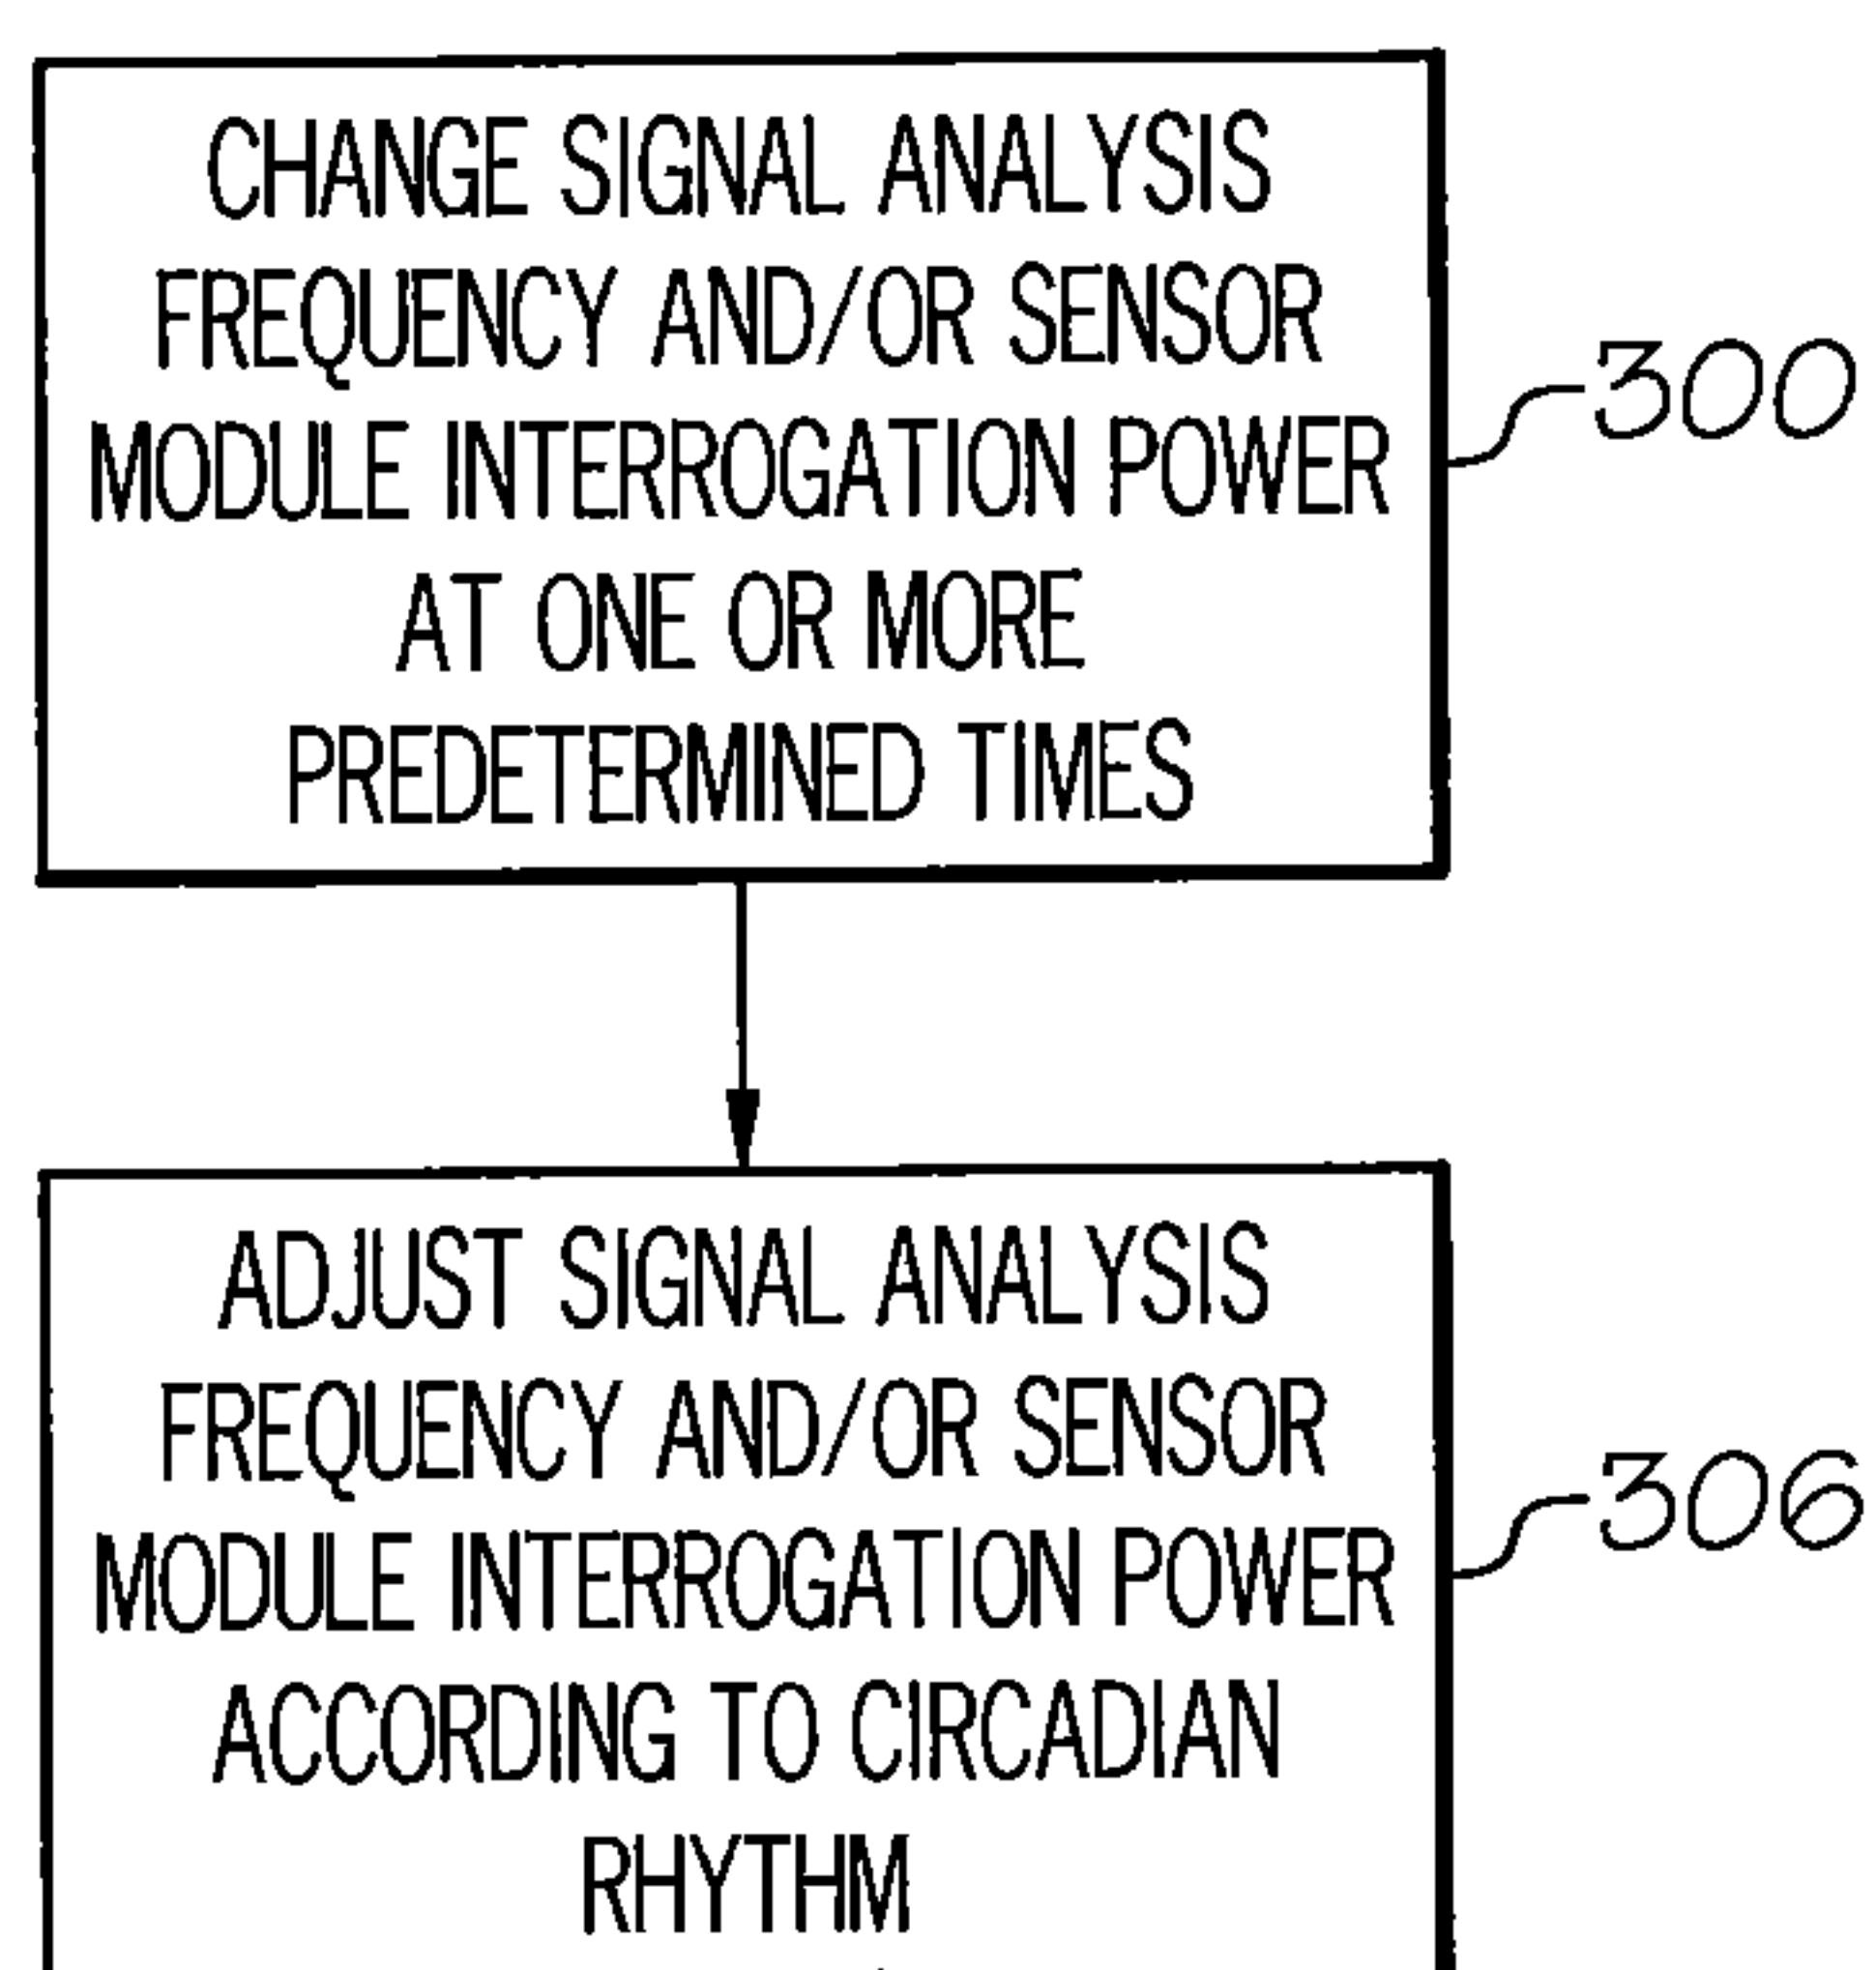 CHANGE SIGNAL ANALYSIS
FREQUENCY AND/OR SENSOR
MODULE INTERROGATION POWER
AT ONE OR MORE
PREDETERMINED TIMES
300
ADJUST SIGNAL ANALYSIS
FREQUENCY AND/OR SENSOR
MODULE INTERROGATION POWER
ACCORDING TO CIRCADIAN
RHYTHM
306